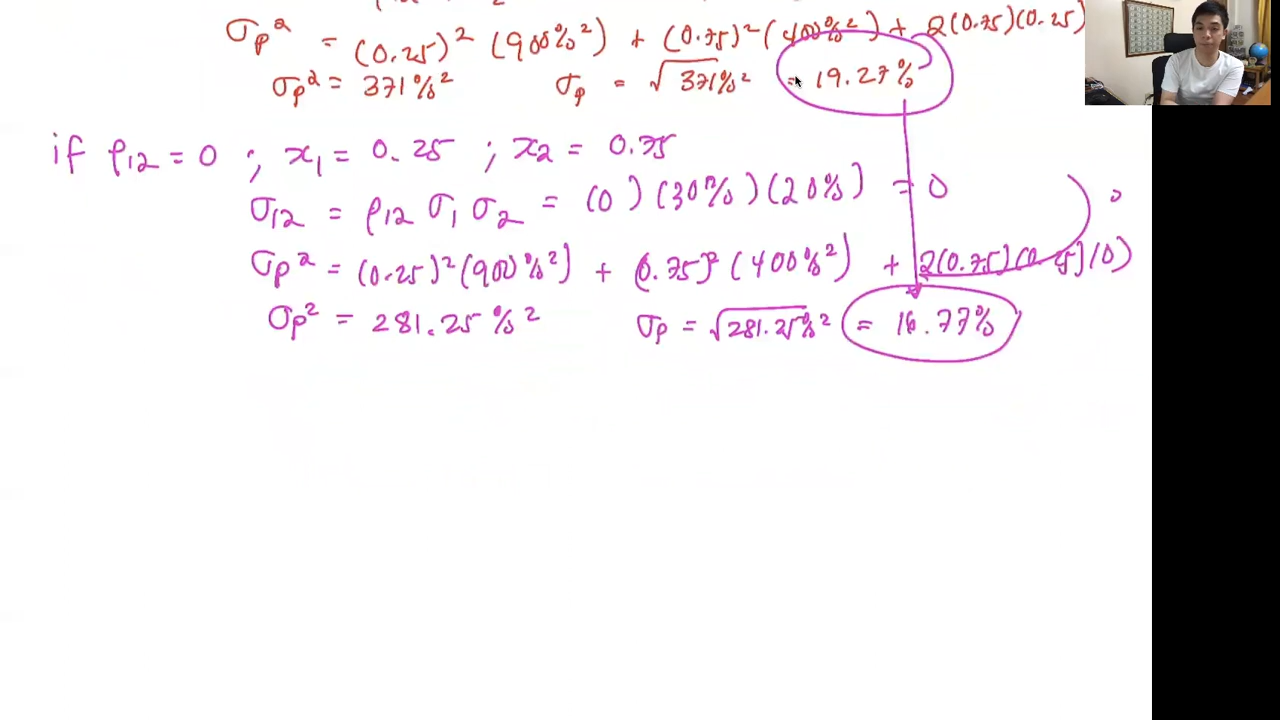 σp² = (0.25)² (900%²) + (0.75)² (400%²) + 2(0.75)(0.25)
σp² = 371%² σp = √371%² = 19.27%
if ρ12 = 0 ; x1 = 0.25 ; x2 = 0.75
σ12 = ρ12 σ1 σ2 = (0) (30%) (20%) = 0 0
σp² = (0.25)² (900%²) + (0.75)² (400%²) + 2(0.75)(0.25)(0)
σp² = 281.25%² σp = √281.25%² = 16.77%